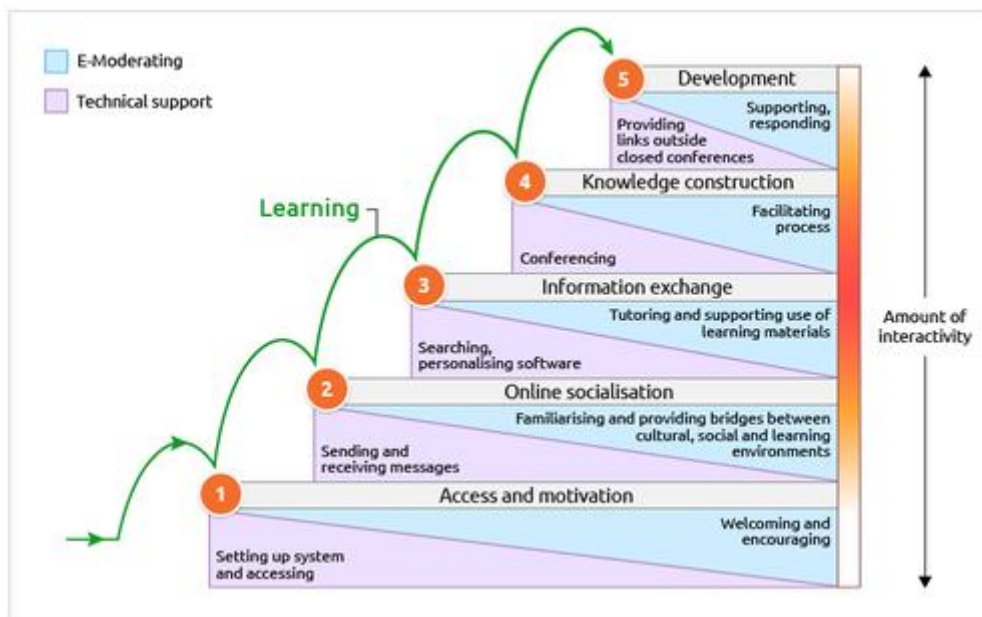 E-Moderating
Technical support
Learning
5
Development
Supporting,
responding
Providing
links outside
closed conferences
4
Knowledge construction
Facilitating
process
Conferencing
3
Information exchange
Tutoring and supporting use of
learning materials
Searching,
personalising software
2
Online socialisation
Familiarising and providing bridges between
cultural, social and learning
environments
Sending and
receiving messages
1
Access and motivation
Welcoming and
encouraging
Setting up system
and accessing
Amount of
interactivity